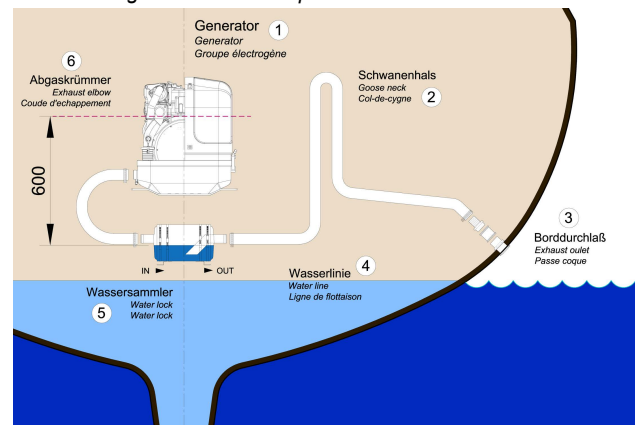 Generator
Generator
Groupe électrogène
1
6
Abgaskrümmer
Exhaust elbow
Coude d'echappement
Schwanenhals
Goose neck
Col-de-cygne
2
600
3
Borddurchlaß
Exhaust oulet
Passe coque
IN
OUT
Wasserlinie
4
Water line
Ligne de flottaison
Wassersammler
Water lock
Water lock
5